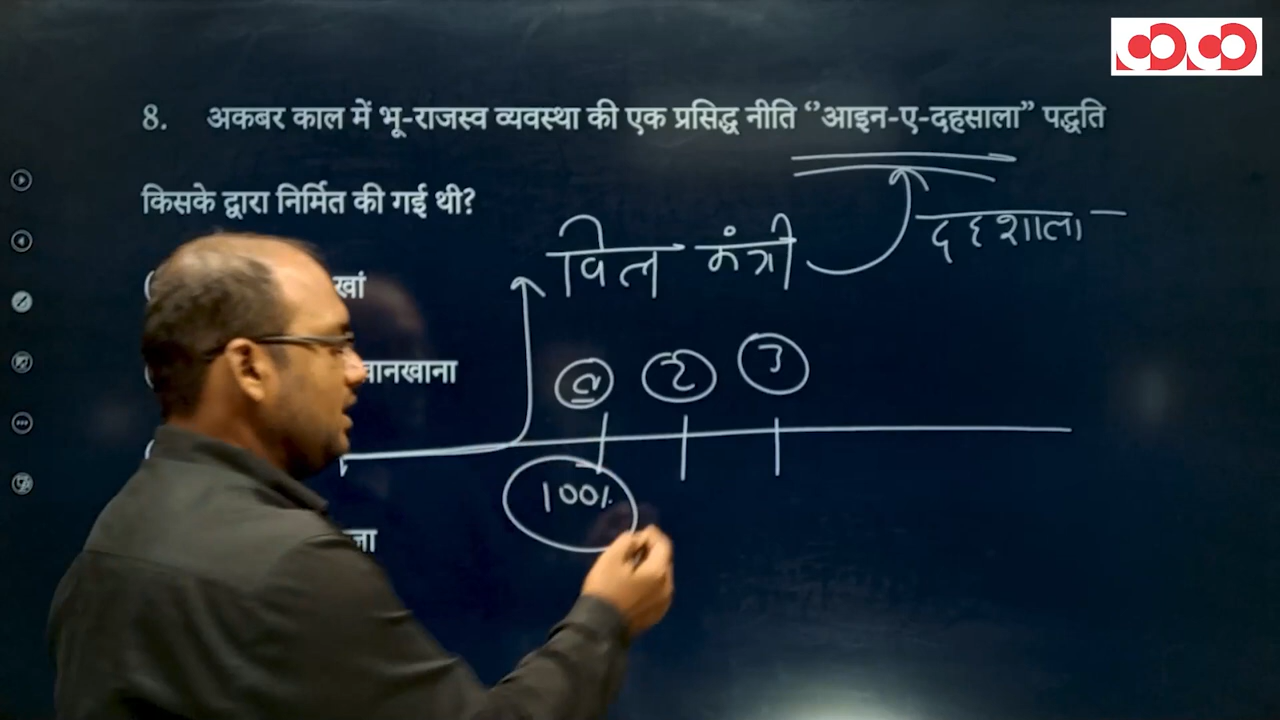 8. अकबर काल में भू-राजस्व व्यवस्था की एक प्रसिद्ध नीति ‘’आइन-ए-दहसाला” पद्धति
दहशाला
किसके द्वारा निर्मित की गई थी?
वित्त मंत्री
खां
2 3
खानखाना
100%